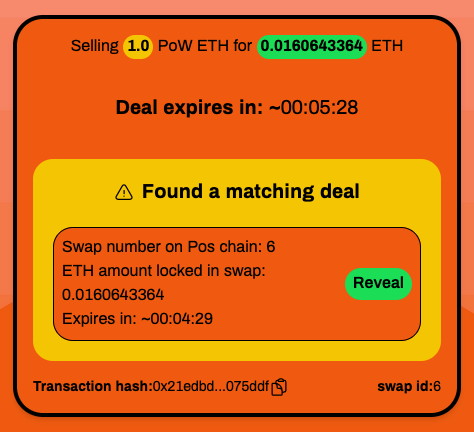 Selling 1.0 PoW ETH for 0.0160643364 ETH
Deal expires in: ~00:05:28
Found a matching deal
Swap number on Pos chain: 6
ETH amount locked in swap:
0.0160643364
Expires in: ~00:04:29
Reveal
Transaction hash:0x21edbd...075ddf swap id:6